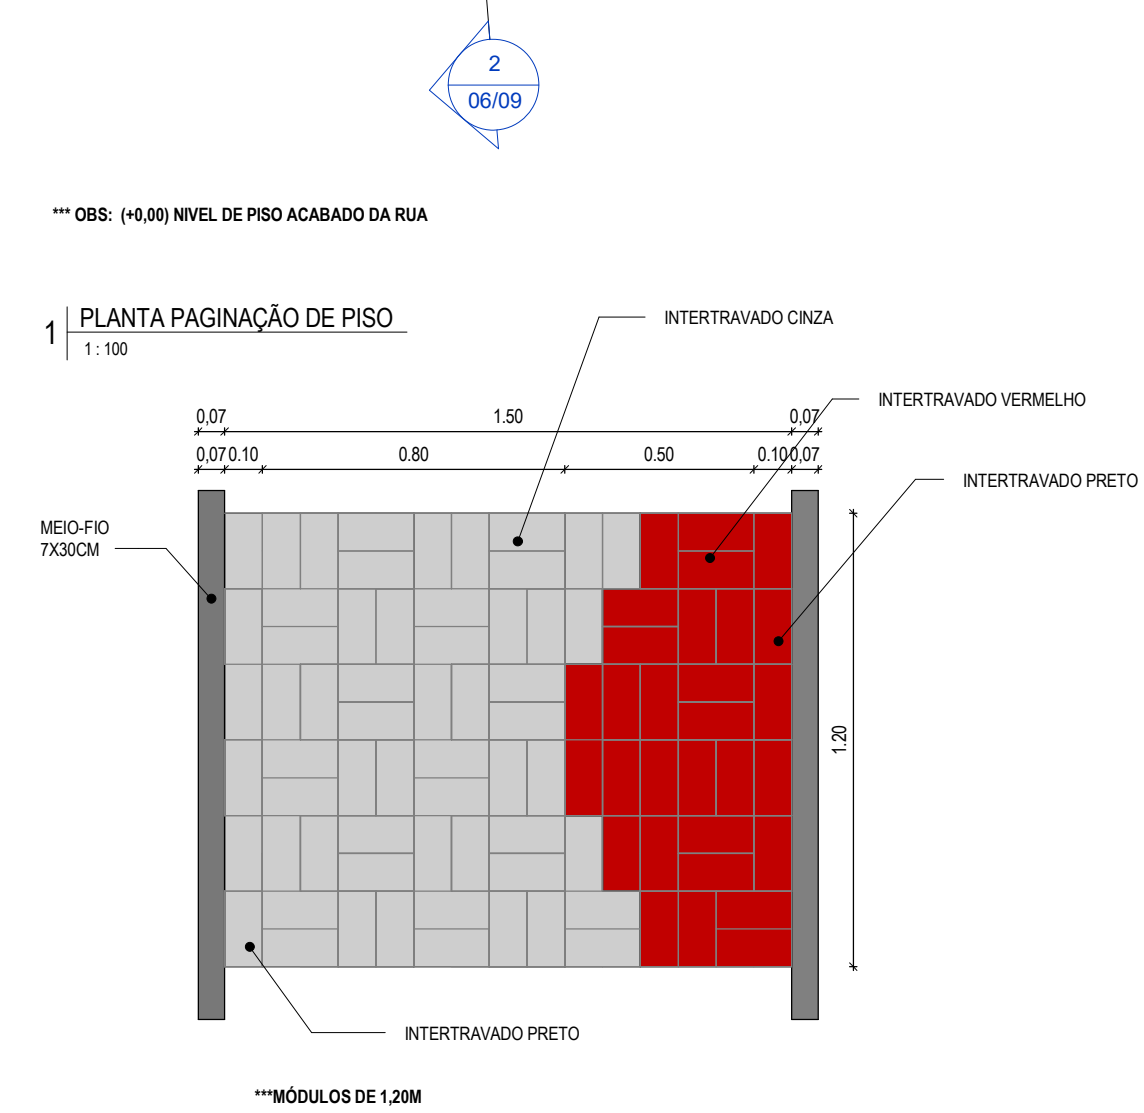 2
06/09
*** OBS: (+0,00) NIVEL DE PISO ACABADO DA RUA
1
PLANTA PAGINAÇÃO DE PISO
1 : 100
INTERTRAVADO CINZA
INTERTRAVADO VERMELHO
INTERTRAVADO PRETO
0,07 1.50 0,07
0,07 0.10 0.80 0.50 0.10 0,07
MEIO-FIO
7X30CM
1.20
INTERTRAVADO PRETO
***MÓDULOS DE 1,20M